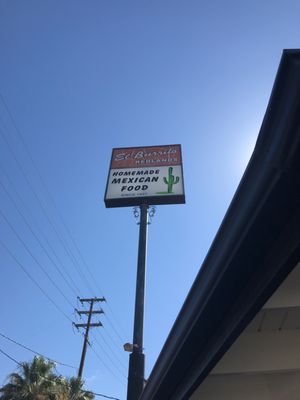 El Burrito
REDLANDS
HOMEMADE
MEXICAN
FOOD